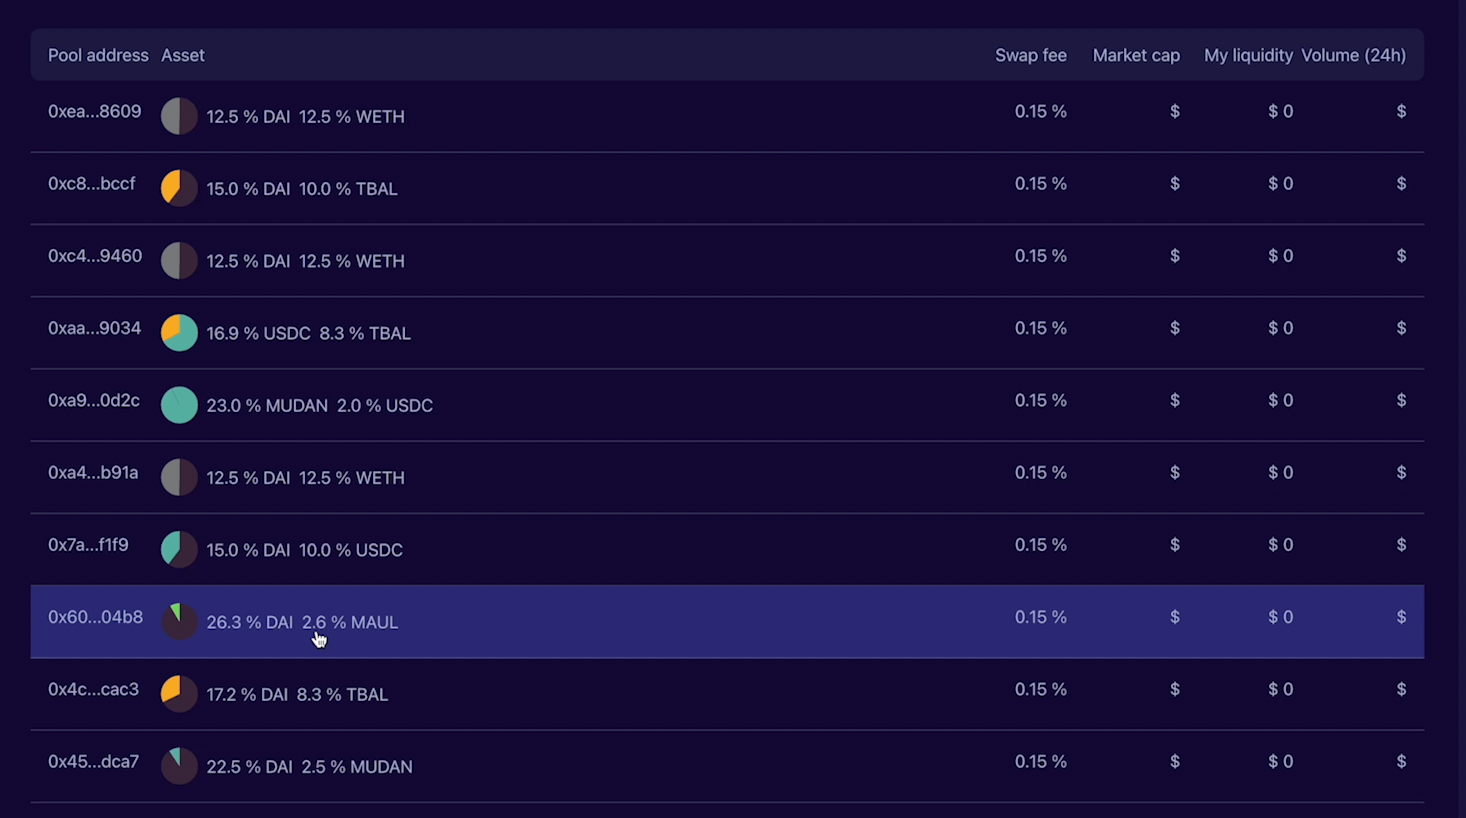 Pool address Asset Swap fee Market cap My liquidity Volume (24h)
0xea...8609 12.5 % DAI 12.5 % WETH 0.15 % $ $ 0 $
0xc8...bccf 15.0 % DAI 10.0 % TBAL 0.15 % $ $ 0 $
0xc4...9460 12.5 % DAI 12.5 % WETH 0.15 % $ $ 0 $
0xaa...9034 16.9 % USDC 8.3 % TBAL 0.15 % $ $ 0 $
0xa9...0d2c 23.0 % MUDAN 2.0 % USDC 0.15 % $ $ 0 $
0xa4...b91a 12.5 % DAI 12.5 % WETH 0.15 % $ $ 0 $
0x7a...f1f9 15.0 % DAI 10.0 % USDC 0.15 % $ $ 0 $
0x60...04b8 26.3 % DAI 2.6 % MAUL 0.15 % $ $ 0 $
0x4c...cac3 17.2 % DAI 8.3 % TBAL 0.15 % $ $ 0 $
0x45...dca7 22.5 % DAI 2.5 % MUDAN 0.15 % $ $ 0 $